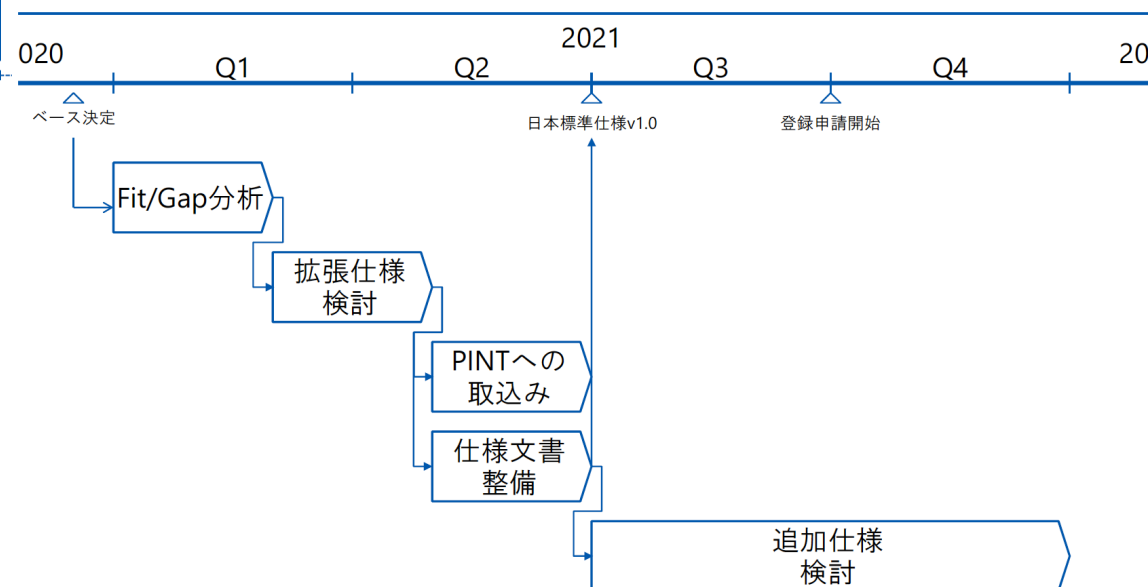 2021
020
20
Q1
Q2
Q3
Q4
ベース決定
日本標準仕様v1.0
登録申請開始
Fit/Gap分析
拡張仕様
検討
PINTへの
取込み
仕様文書
整備
追加仕様
検討